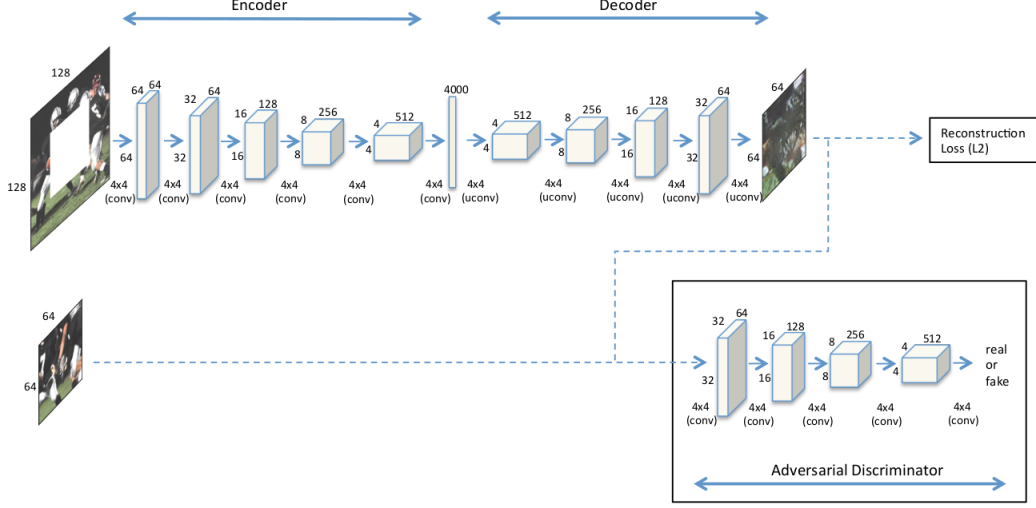 Encoder
Decoder
128
128
64 64
64
4x4
(conv)
32 64
32
4x4
(conv)
16 128
16
4x4
(conv)
8 256
8
4x4
(conv)
4 512
4
4x4
(conv)
4000
4x4
(conv)
4 512
4
4x4
(uconv)
8 256
8
4x4
(uconv)
16 128
16
4x4
(uconv)
32 64
32
4x4
(uconv)
64
64
4x4
(uconv)
Reconstruction
Loss (L2)
64
64
32 64
32
4x4
(conv)
16 128
16
4x4
(conv)
8 256
8
4x4
(conv)
4 512
4
4x4
(conv)
4x4
(conv)
real
or
fake
Adversarial Discriminator